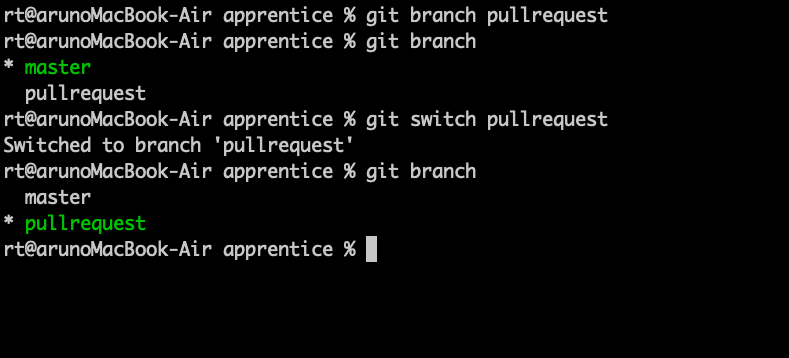 rt@arunoMacBook-Air apprentice % git branch pullrequest
rt@arunoMacBook-Air apprentice % git branch
* master
  pullrequest
rt@arunoMacBook-Air apprentice % git switch pullrequest
Switched to branch 'pullrequest'
rt@arunoMacBook-Air apprentice % git branch
  master
* pullrequest
rt@arunoMacBook-Air apprentice %